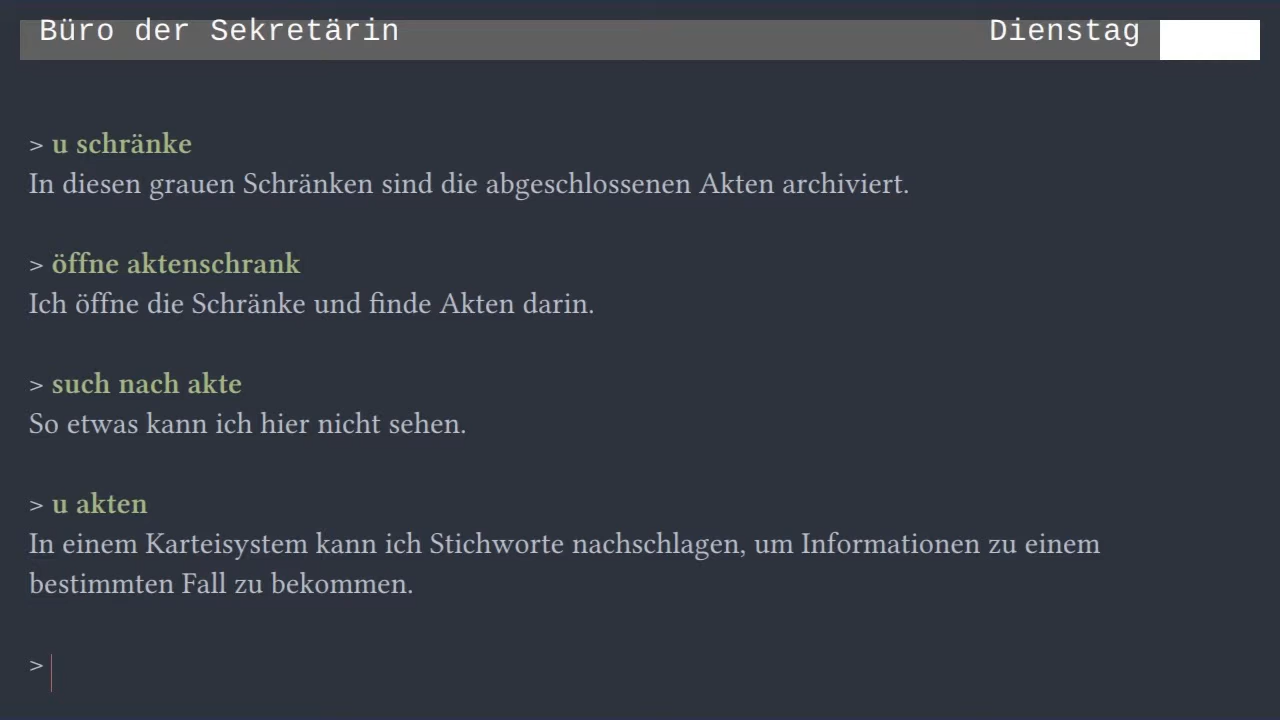 Büro der Sekretärin Dienstag
> u schränke
In diesen grauen Schränken sind die abgeschlossenen Akten archiviert.
> öffne aktenschrank
Ich öffne die Schränke und finde Akten darin.
> such nach akte
So etwas kann ich hier nicht sehen.
> u akten
In einem Karteisystem kann ich Stichworte nachschlagen, um Informationen zu einem
bestimmten Fall zu bekommen.
>